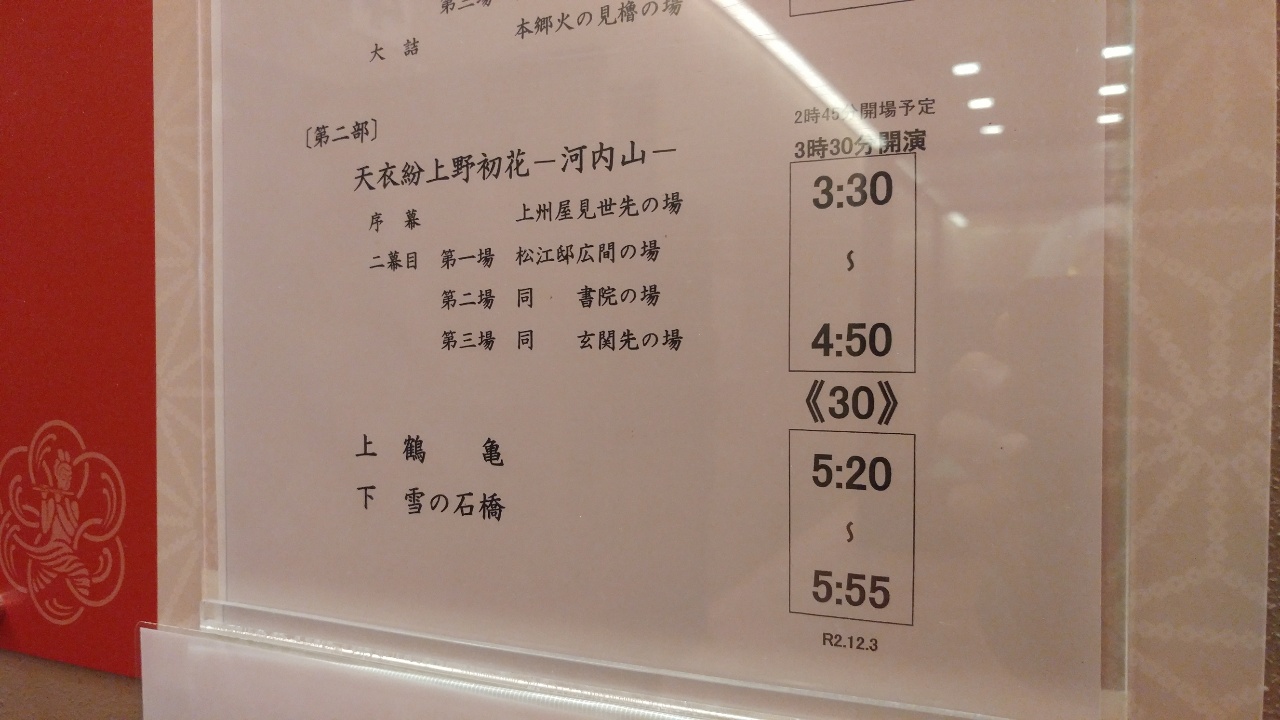 本郷火の見櫓の場
大 詰
2時45分開場予定
〔第二部〕
3時30分開演
天衣紛上野初花－河内山－
3:30
序 幕 上州屋見世先の場
二幕目 第一場 松江邸広間の場
～
第二場 同 書院の場
第三場 同 玄関先の場
4:50
《30》
上 鶴 亀
5:20
下 雪の石橋
～
5:55
R2.12.3